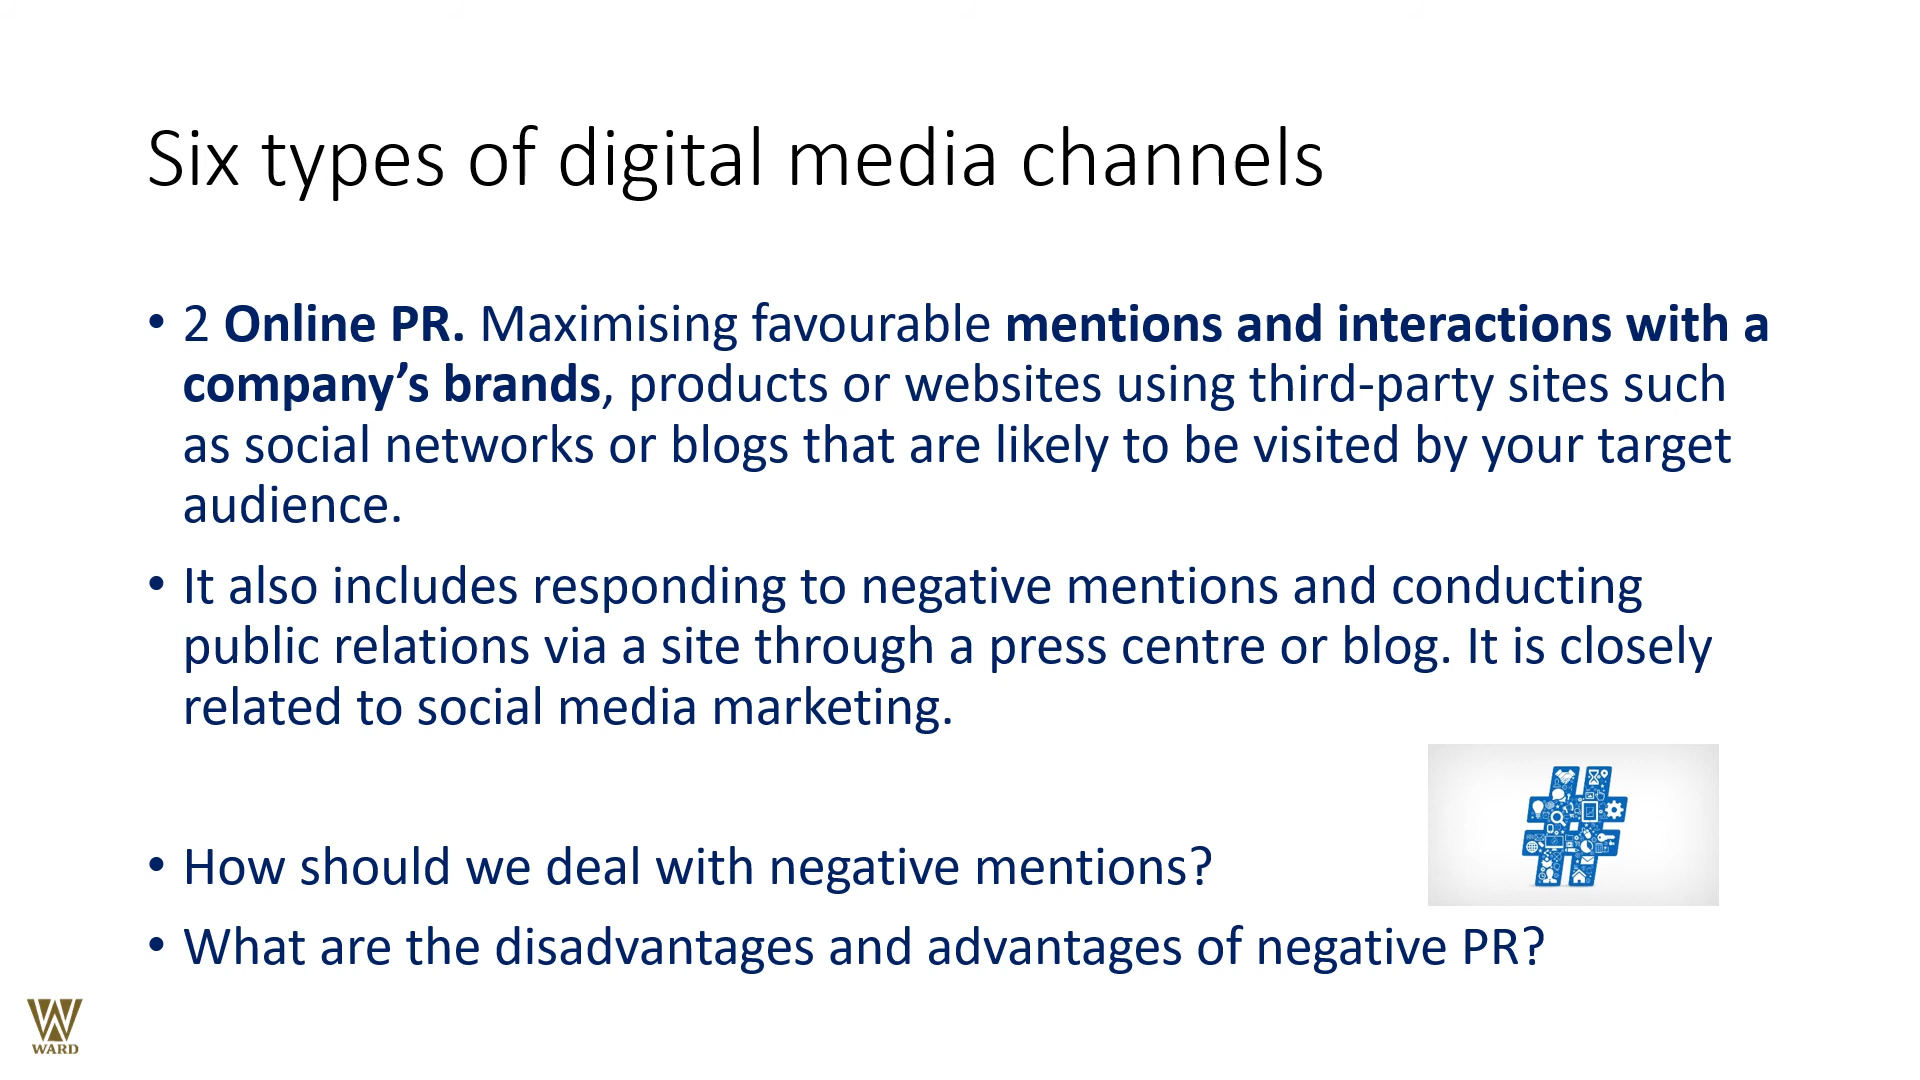 Six types of digital media channels
• 2 Online PR. Maximising favourable mentions and interactions with a
company’s brands, products or websites using third-party sites such
as social networks or blogs that are likely to be visited by your target
audience.
• It also includes responding to negative mentions and conducting
public relations via a site through a press centre or blog. It is closely
related to social media marketing.
• How should we deal with negative mentions?
• What are the disadvantages and advantages of negative PR?
WARD